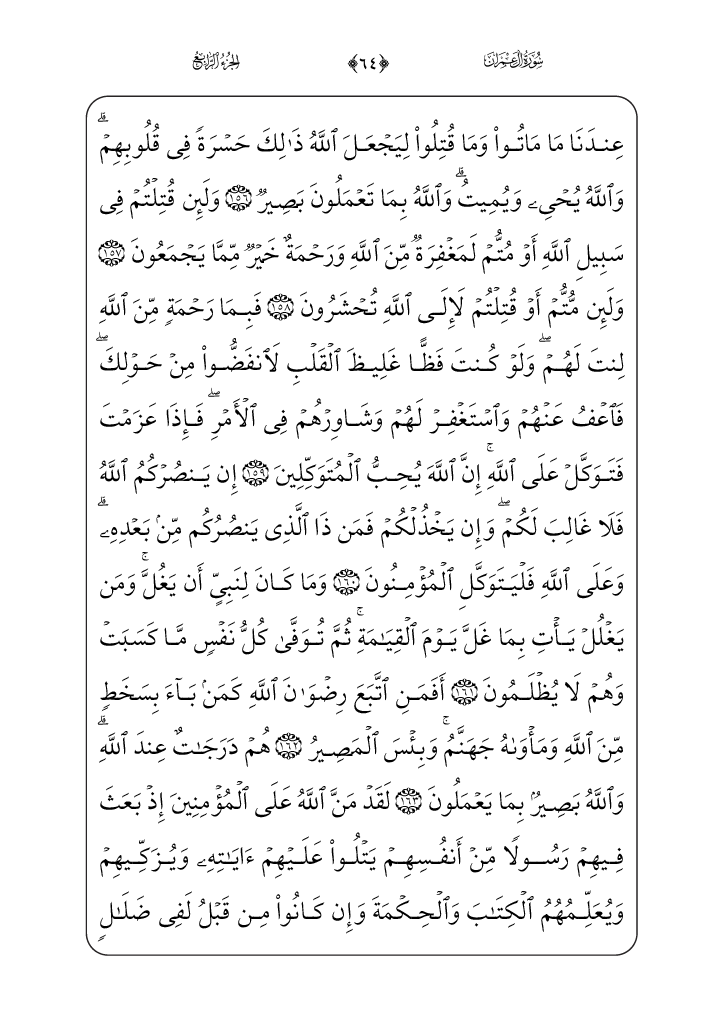 سُورَةُ آلِ عِمْرَانَ ﴿٦٤﴾ الجُزْءُ الرَّابِعُ
عِندَنَا مَا مَاتُواْ وَمَا قُتِلُواْ لِيَجۡعَلَ ٱللَّهُ ذَٰلِكَ حَسۡرَةٗ فِي قُلُوبِهِمۡۗ
وَٱللَّهُ يُحۡيِۦ وَيُمِيتُۗ وَٱللَّهُ بِمَا تَعۡمَلُونَ بَصِيرٞ ١٥٦ وَلَئِن قُتِلۡتُمۡ فِي
سَبِيلِ ٱللَّهِ أَوۡ مُتُّمۡ لَمَغۡفِرَةٞ مِّنَ ٱللَّهِ وَرَحۡمَةٌ خَيۡرٞ مِّمَّا يَجۡمَعُونَ ١٥٧
وَلَئِن مُّتُّمۡ أَوۡ قُتِلۡتُمۡ لَإِلَى ٱللَّهِ تُحۡشَرُونَ ١٥٨ فَبِمَا رَحۡمَةٖ مِّنَ ٱللَّهِ
لِنتَ لَهُمۡۖ وَلَوۡ كُنتَ فَظًّا غَلِيظَ ٱلۡقَلۡبِ لَٱنفَضُّواْ مِنۡ حَوۡلِكَۖ
فَٱعۡفُ عَنۡهُمۡ وَٱسۡتَغۡفِرۡ لَهُمۡ وَشَاوِرۡهُمۡ فِي ٱلۡأَمۡرِۖ فَإِذَا عَزَمۡتَ
فَتَوَكَّلۡ عَلَى ٱللَّهِۚ إِنَّ ٱللَّهَ يُحِبُّ ٱلۡمُتَوَكِّلِينَ ١٥٩ إِن يَنصُرۡكُمُ ٱللَّهُ
فَلَا غَالِبَ لَكُمۡۖ وَإِن يَخۡذُلۡكُمۡ فَمَن ذَا ٱلَّذِي يَنصُرُكُم مِّنۢ بَعۡدِهِۦۗ
وَعَلَى ٱللَّهِ فَلۡيَتَوَكَّلِ ٱلۡمُؤۡمِنُونَ ١٦٠ وَمَا كَانَ لِنَبِيٍّ أَن يَغُلَّۚ وَمَن
يَغۡلُلۡ يَأۡتِ بِمَا غَلَّ يَوۡمَ ٱلۡقِيَٰمَةِۚ ثُمَّ تُوَفَّىٰ كُلُّ نَفۡسٖ مَّا كَسَبَتۡ
وَهُمۡ لَا يُظۡلَمُونَ ١٦١ أَفَمَنِ ٱتَّبَعَ رِضۡوَٰنَ ٱللَّهِ كَمَنۢ بَآءَ بِسَخَطٖ
مِّنَ ٱللَّهِ وَمَأۡوَىٰهُ جَهَنَّمُۚ وَبِئۡسَ ٱلۡمَصِيرُ ١٦٢ هُمۡ دَرَجَٰتٌ عِندَ ٱللَّهِۗ
وَٱللَّهُ بَصِيرُۢ بِمَا يَعۡمَلُونَ ١٦٣ لَقَدۡ مَنَّ ٱللَّهُ عَلَى ٱلۡمُؤۡمِنِينَ إِذۡ بَعَثَ
فِيهِمۡ رَسُولٗا مِّنۡ أَنفُسِهِمۡ يَتۡلُواْ عَلَيۡهِمۡ ءَايَٰتِهِۦ وَيُزَكِّيهِمۡ
وَيُعَلِّمُهُمُ ٱلۡكِتَٰبَ وَٱلۡحِكۡمَةَ وَإِن كَانُواْ مِن قَبۡلُ لَفِي ضَلَٰلٖ